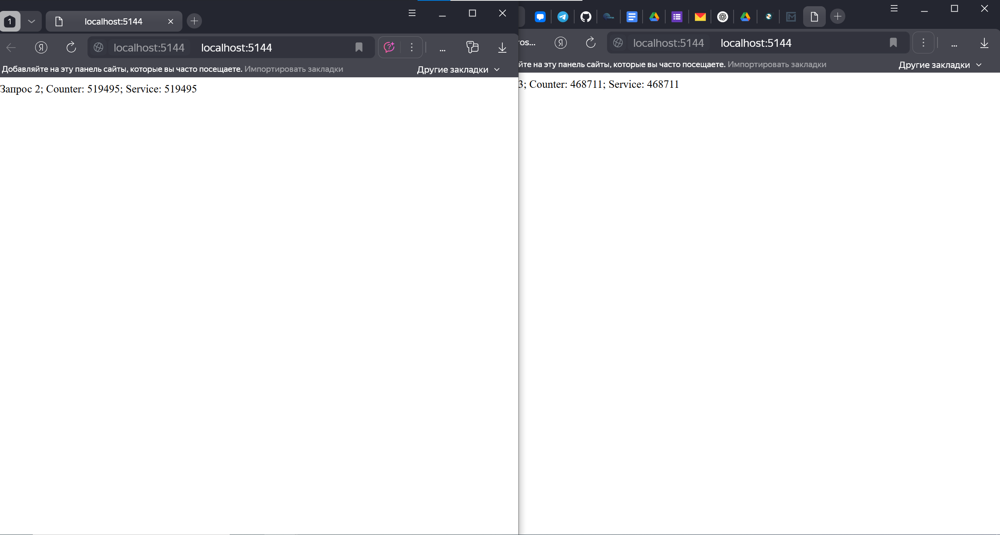 1
localhost:5144
Я
localhost:5144 localhost:5144
...
Добавляйте на эту панель сайты, которые вы часто посещаете. Импортировать закладки
Другие закладки
Запрос 2; Counter: 519495; Service: 519495
os...
Я
localhost:5144 localhost:5144
...
йте на эту панель сайты, которые вы часто посещаете. Импортировать закладки
Другие закладки
3; Counter: 468711; Service: 468711